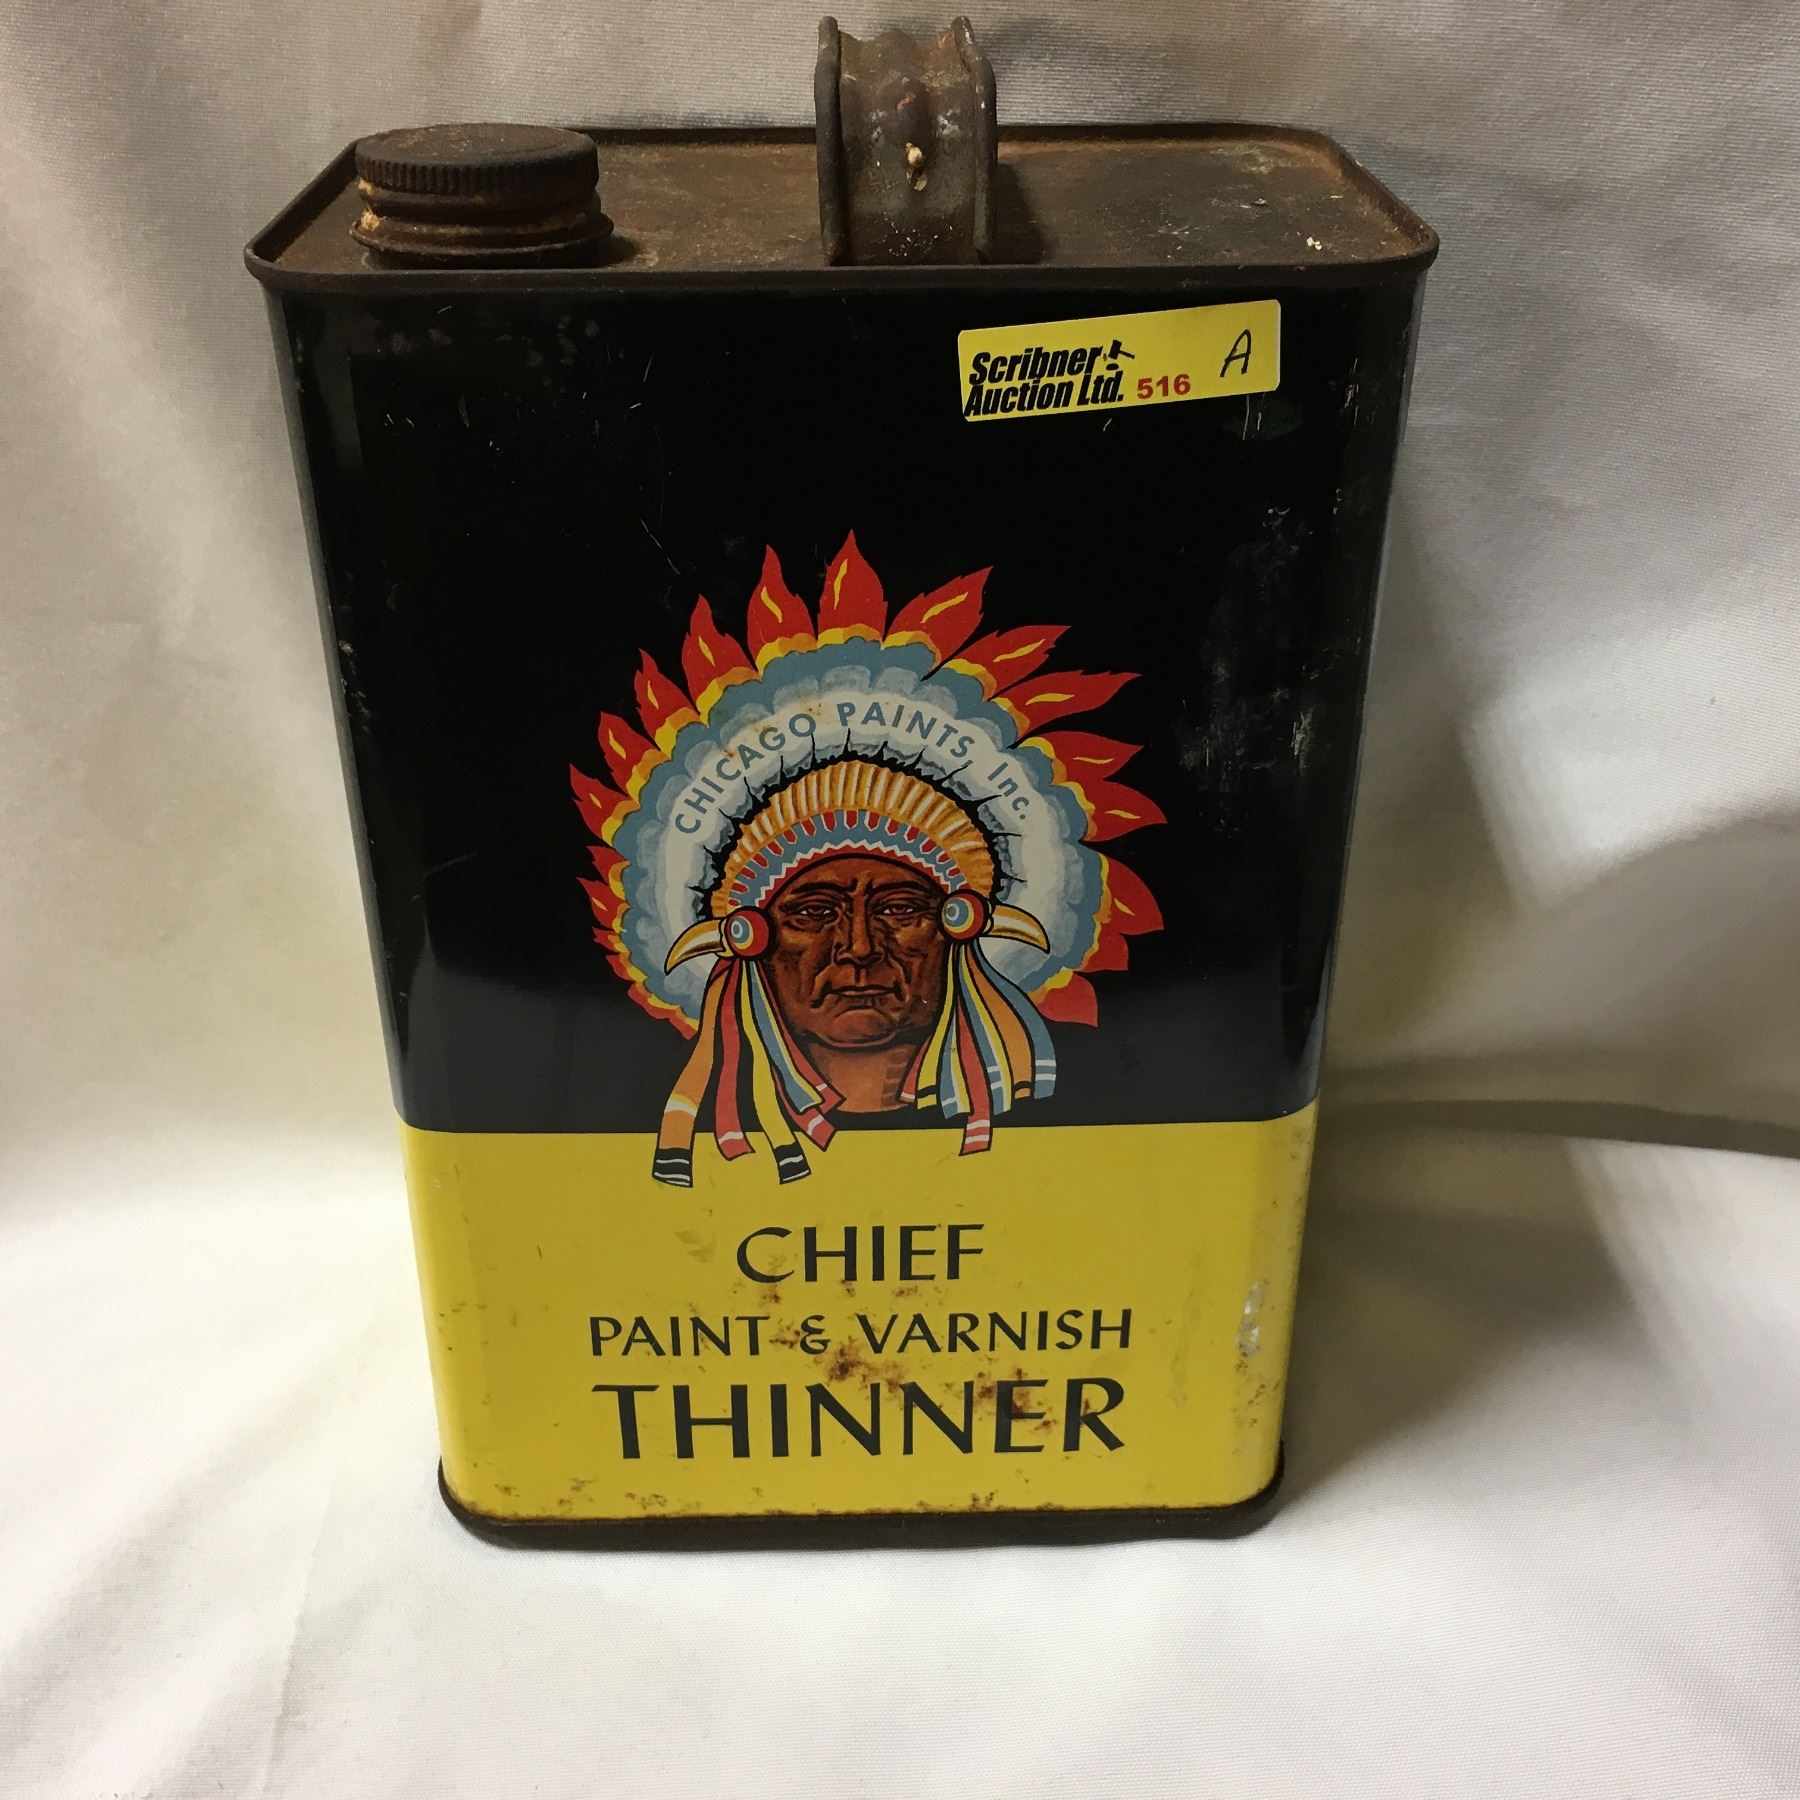 Scribner
Auction Ltd. 516 A
CHICAGO PAINTS, Inc.
CHIEF
PAINT & VARNISH
THINNER